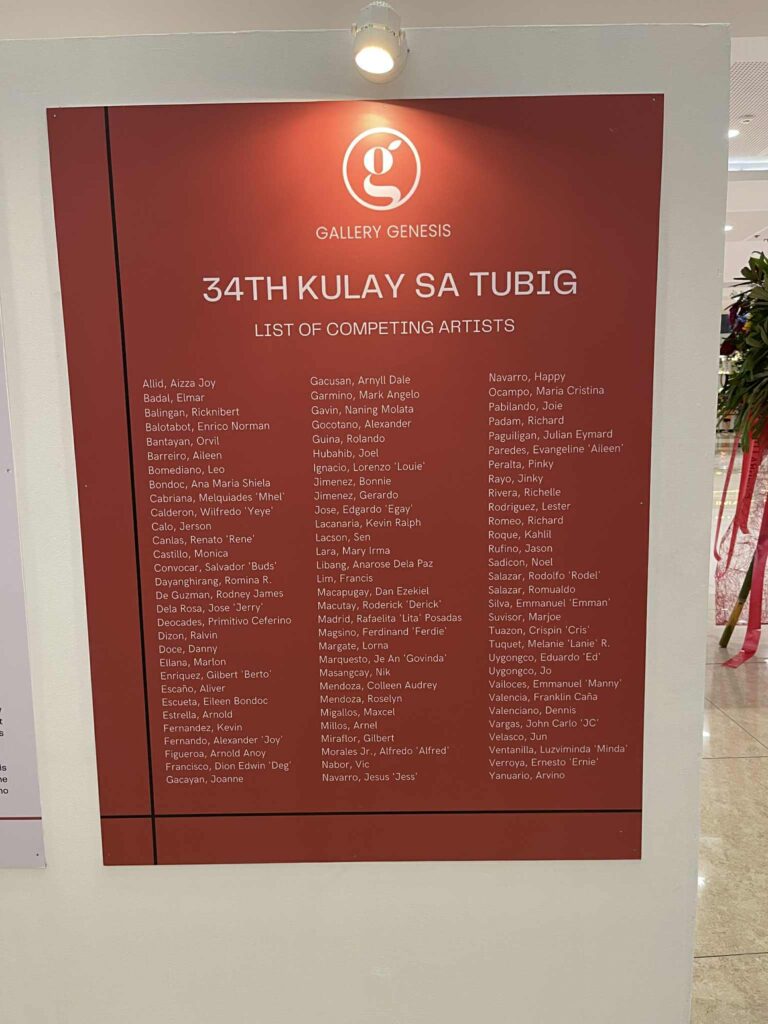 g
GALLERY GENESIS
34TH KULAY SA TUBIG
LIST OF COMPETING ARTISTS
Allid, Aizza Joy
Badal, Elmar
Balingan, Ricknibert
Balotabot, Enrico Norman
Bantayan, Orvil
Barreiro, Aileen
Bomediano, Leo
Bondoc, Ana Maria Shiela
Cabriana, Melquiades 'Mhel'
Calderon, Wilfredo 'Yeye'
Calo, Jerson
Canlas, Renato 'Rene'
Castillo, Monica
Convocar, Salvador 'Buds'
Dayanghirang, Romina R.
De Guzman, Rodney James
Dela Rosa, Jose 'Jerry'
Deocades, Primitivo Ceferino
Dizon, Ralvin
Doce, Danny
Ellana, Marlon
Enriquez, Gilbert 'Berto'
Escaño, Aliver
Escueta, Eileen Bondoc
Estrella, Arnold
Fernandez, Kevin
Fernando, Alexander 'Joy'
Figueroa, Arnold Anoy
Francisco, Dion Edwin 'Deg'
Gacayan, Joanne
Gacusan, Arnyll Dale
Garmino, Mark Angelo
Gavin, Naning Molata
Gocotano, Alexander
Guina, Rolando
Hubahib, Joel
Ignacio, Lorenzo 'Louie'
Jimenez, Bonnie
Jimenez, Gerardo
Jose, Edgardo 'Egay'
Lacanaria, Kevin Ralph
Lacson, Sen
Lara, Mary Irma
Libang, Anarose Dela Paz
Lim, Francis
Macapugay, Dan Ezekiel
Macutay, Roderick 'Derick'
Madrid, Rafaelita 'Lita' Posadas
Magsino, Ferdinand 'Ferdie'
Margate, Lorna
Marquesto, Je An 'Govinda'
Masangcay, Nik
Mendoza, Colleen Audrey
Mendoza, Roselyn
Migallos, Maxcel
Millos, Arnel
Miraflor, Gilbert
Morales Jr., Alfredo 'Alfred'
Nabor, Vic
Navarro, Jesus 'Jess'
Navarro, Happy
Ocampo, Maria Cristina
Pabilando, Joie
Padam, Richard
Paguiligan, Julian Eymard
Paredes, Evangeline 'Aileen'
Peralta, Pinky
Rayo, Jinky
Rivera, Richelle
Rodriguez, Lester
Romeo, Richard
Roque, Kahlil
Rufino, Jason
Sadicon, Noel
Salazar, Rodolfo 'Rodel'
Salazar, Romualdo
Silva, Emmanuel 'Emman'
Suvisor, Marjoe
Tuazon, Crispin 'Cris'
Tuquet, Melanie 'Lanie' R.
Uygongco, Eduardo 'Ed'
Uygongco, Jo
Vailoces, Emmanuel 'Manny'
Valencia, Franklin Caña
Valenciano, Dennis
Vargas, John Carlo 'JC'
Velasco, Jun
Ventanilla, Luzviminda 'Minda'
Verroya, Ernesto 'Ernie'
Yanuario, Arvino